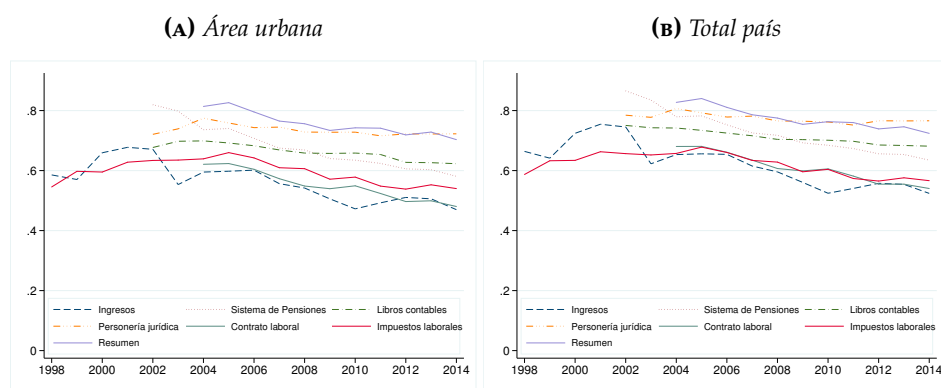 (A) Área urbana
.8
.6
.4
.2
0
Ingresos Sistema de Pensiones Libros contables
Personería jurídica Contrato laboral Impuestos laborales
Resumen
1998 2000 2002 2004 2006 2008 2010 2012 2014
(B) Total país
.8
.6
.4
.2
0
Ingresos Sistema de Pensiones Libros contables
Personería jurídica Contrato laboral Impuestos laborales
Resumen
1998 2000 2002 2004 2006 2008 2010 2012 2014